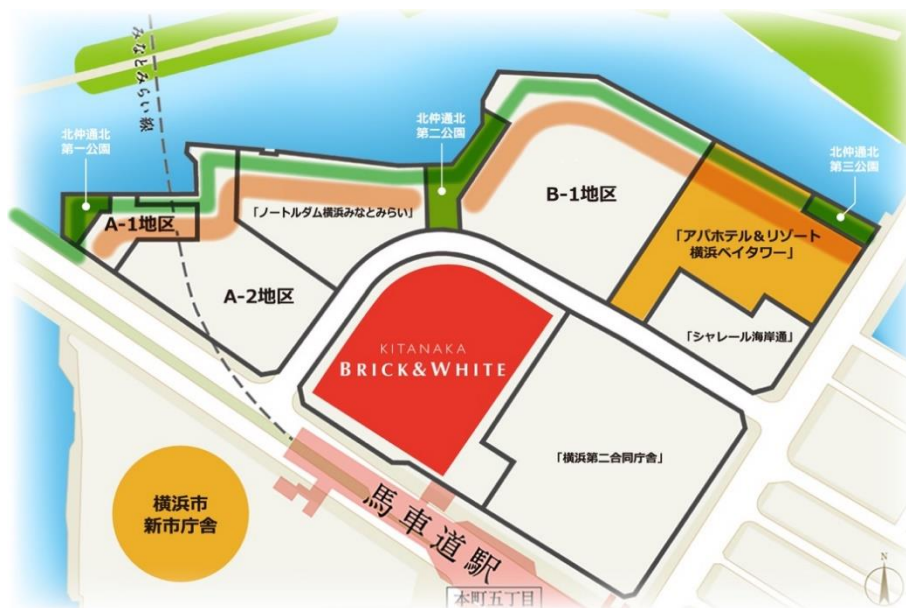 みなとみらい線
北仲通北
第一公園
北仲通北
第二公園
北仲通北
第三公園
A-1地区
「ノートルダム横浜みなとみらい」
B-1地区
「アパホテル&リゾート
横浜ベイタワー」
A-2地区
「シャレール海岸通」
KITANAKA
BRICK&WHITE
「横浜第二合同庁舎」
横浜市
新市庁舎
馬車道駅
本町五丁目
N